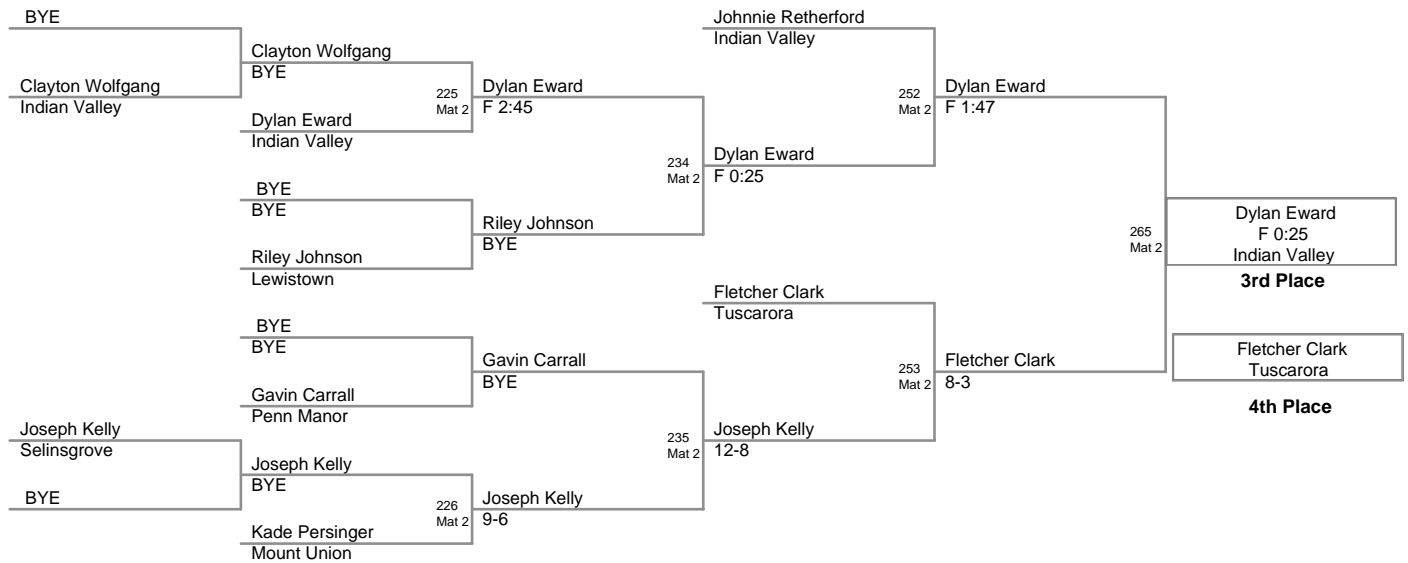 BYE
Clayton Wolfgang
Indian Valley
Clayton Wolfgang
BYE
Dylan Eward
Indian Valley
225
Mat 2
Dylan Eward
F 2:45
BYE
BYE
Riley Johnson
Lewistown
Riley Johnson
BYE
234
Mat 2
Dylan Eward
F 0:25
Johnnie Retherford
Indian Valley
252
Mat 2
Dylan Eward
F 1:47
BYE
BYE
Gavin Carrall
Penn Manor
Gavin Carrall
BYE
Joseph Kelly
Selinsgrove
BYE
Joseph Kelly
BYE
Kade Persinger
Mount Union
226
Mat 2
Joseph Kelly
9-6
235
Mat 2
Joseph Kelly
12-8
Fletcher Clark
Tuscarora
253
Mat 2
Fletcher Clark
8-3
265
Mat 2
Dylan Eward
F 0:25
Indian Valley
3rd Place
Fletcher Clark
Tuscarora
4th Place